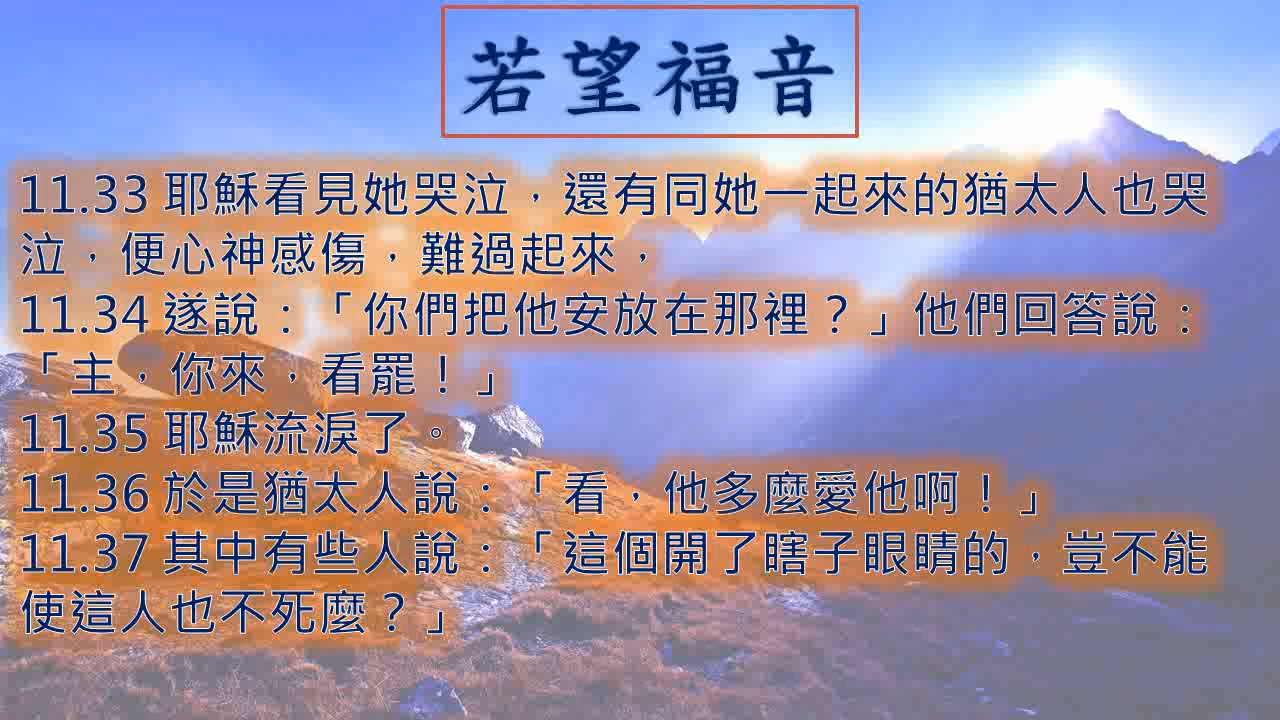 若望福音
11.33 耶穌看見她哭泣，還有同她一起來的猶太人也哭
泣，便心神感傷，難過起來，
11.34 遂說：「你們把他安放在那裡？」他們回答說：
「主，你來，看罷！」
11.35 耶穌流淚了。
11.36 於是猶太人說：「看，他多麼愛他啊！」
11.37 其中有些人說：「這個開了瞎子眼睛的，豈不能
使這人也不死麼？」